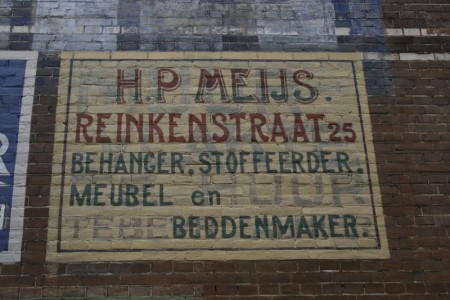 H.P MEIJS.
REINKENSTRAAT 25
BEHANGER. STOFFEERDER.
MEUBEL en
BEDDENMAKER.